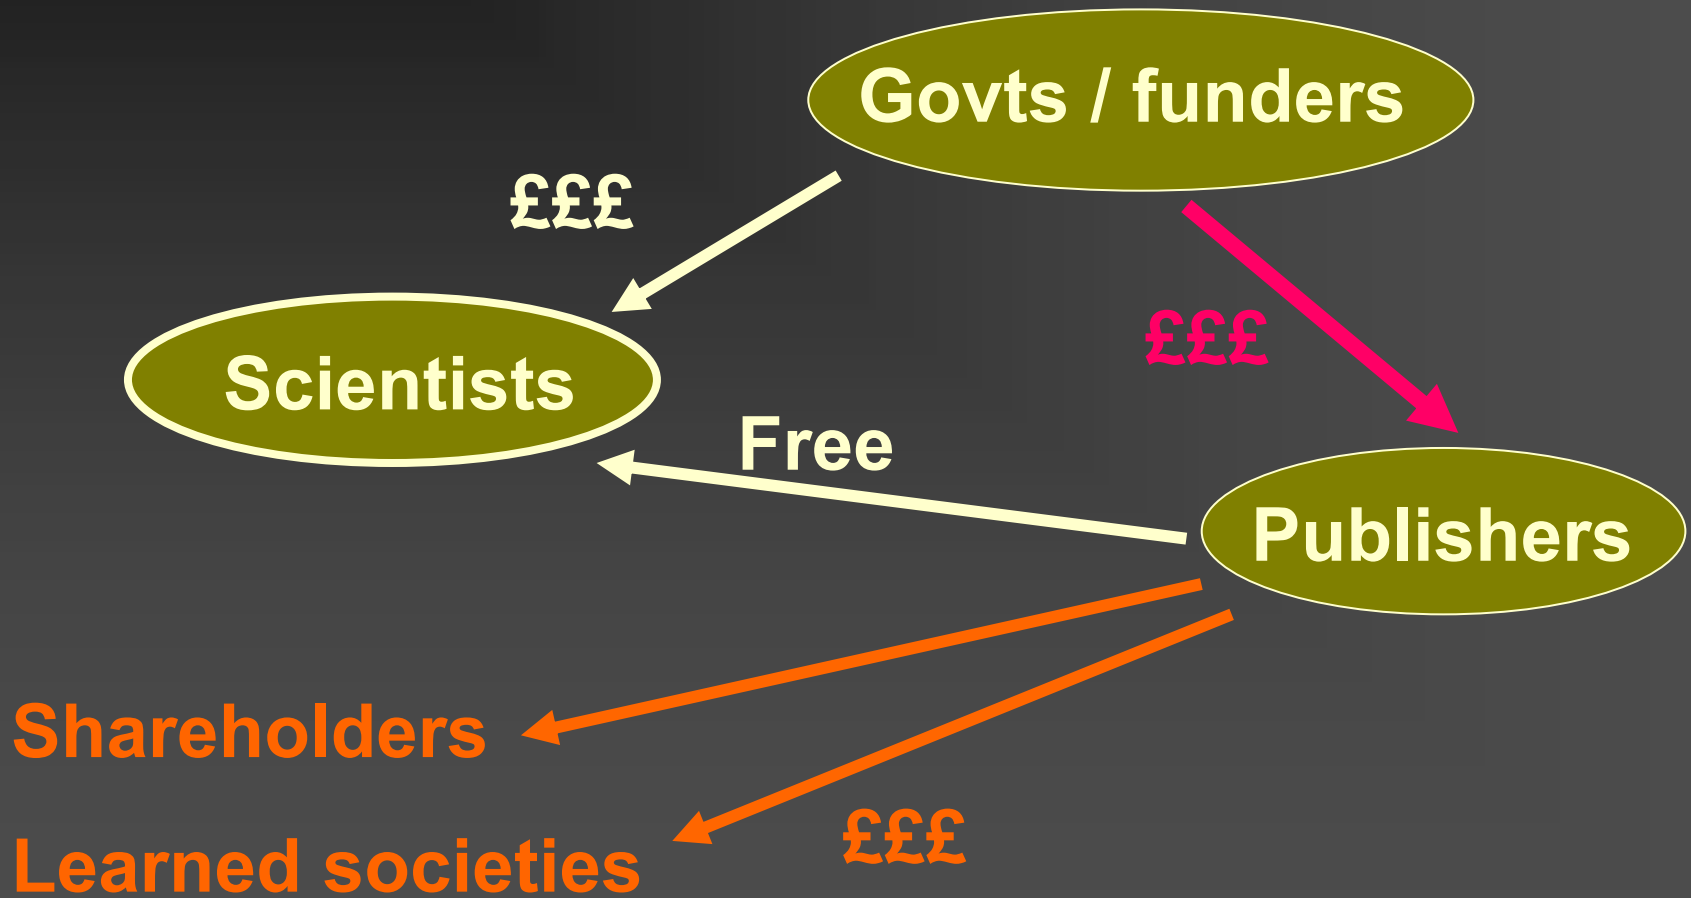 Govts / funders
£££
£££
Scientists
Free
Publishers
Shareholders
£££
Learned societies